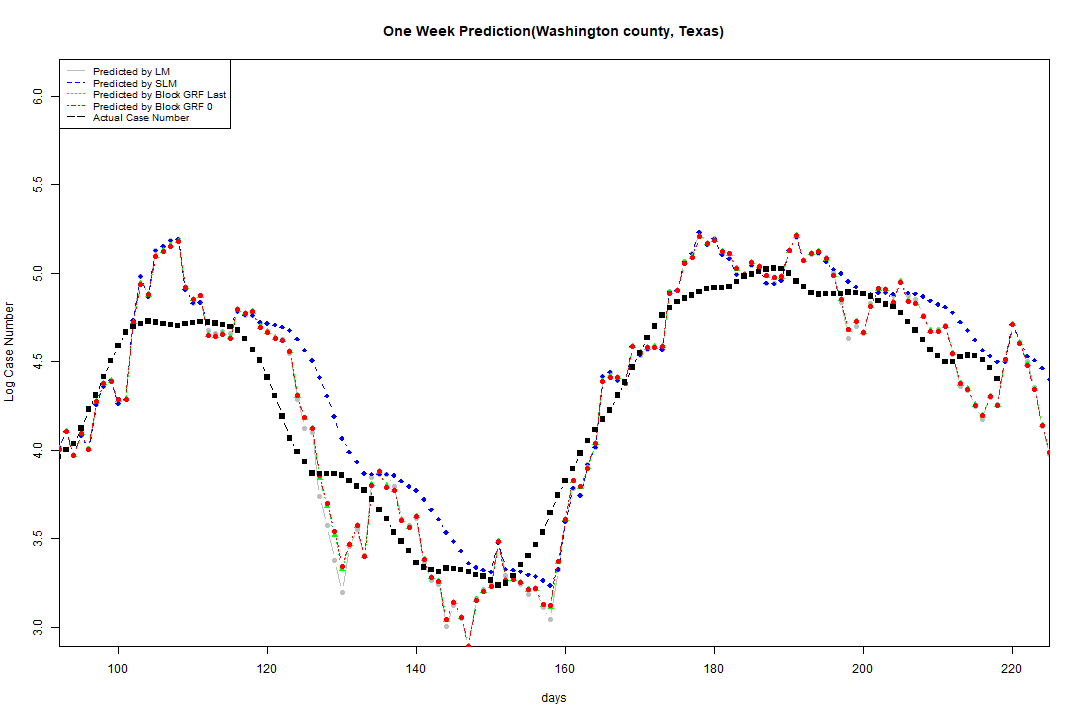 One Week Prediction(Washington county, Texas)
Predicted by LM
Predicted by SLM
Predicted by Block GRF Last
Predicted by Block GRF 0
Actual Case Number
Log Case Number
6.0
5.5
5.0
4.5
4.0
3.5
3.0
100 120 140 160 180 200 220
days